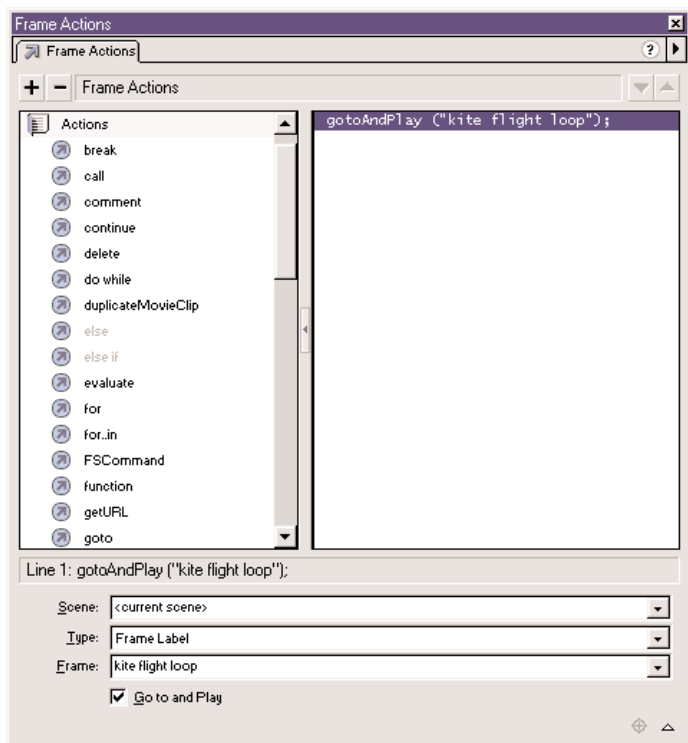 Frame Actions
Frame Actions
?
Frame Actions
Actions
break
call
comment
continue
delete
do while
duplicateMovieClip
else
else if
evaluate
for
for..in
FSCommand
function
getURL
goto
gotoAndPlay ("kite flight loop");
Line 1: gotoAndPlay ("kite flight loop");
Scene: <current scene>
Type: Frame Label
Frame: kite flight loop
Go to and Play